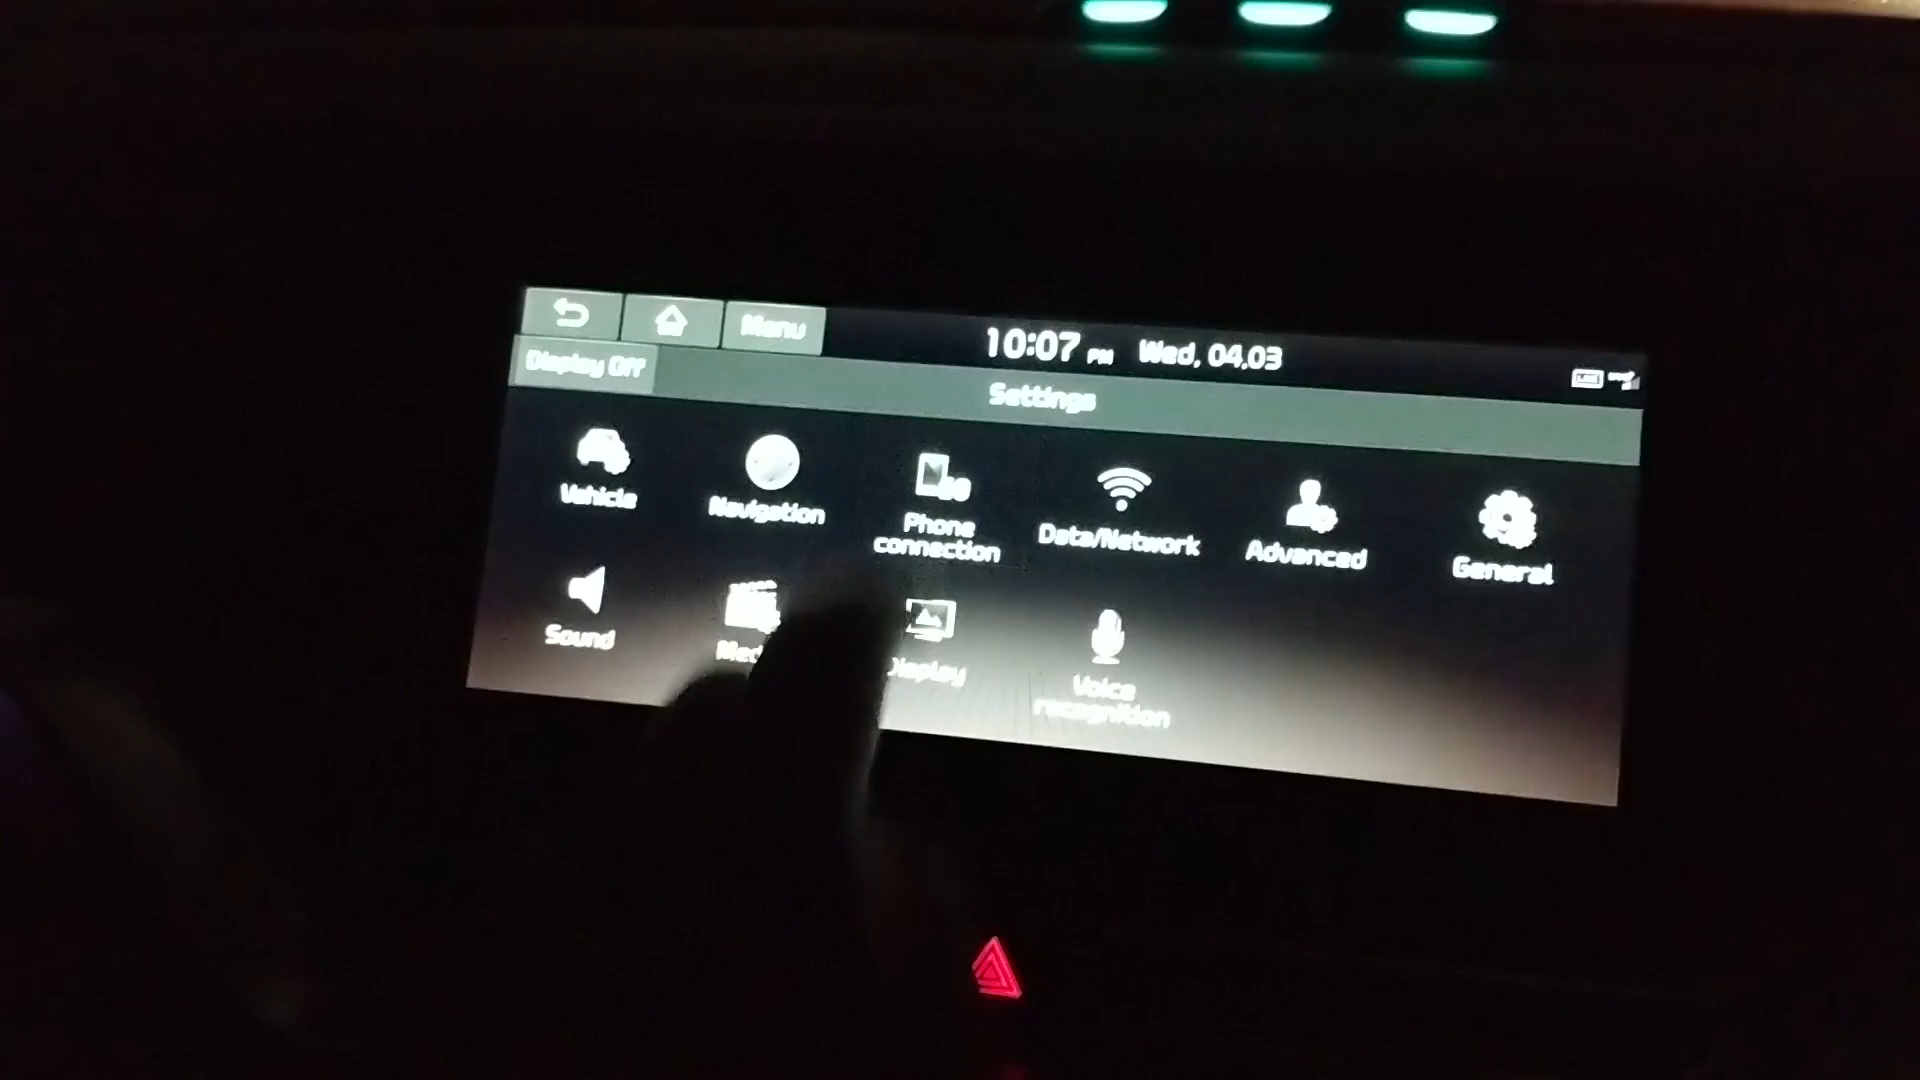 Menu
10:07 PM Wed, 04.03
Display Off
Settings
Vehicle
Navigation
Phone
connection
Data/Network
Advanced
General
Sound
Display
Voice
recognition